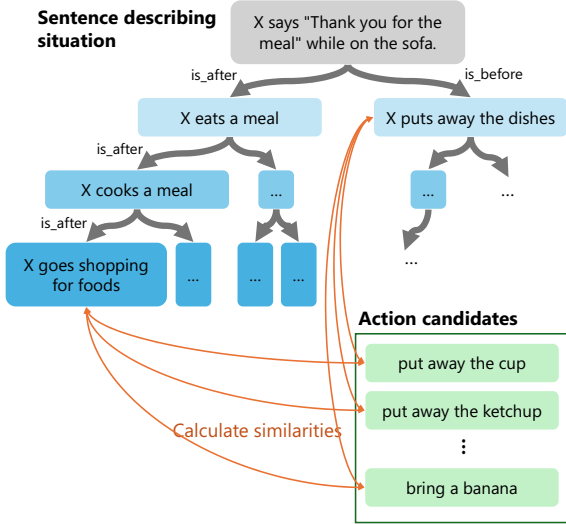 Sentence describing
situation
X says "Thank you for the
meal" while on the sofa.
is_after
is_before
X eats a meal
X puts away the dishes
is_after
X cooks a meal
...
...
...
is_after
X goes shopping
for foods
...
...
...
...
Action candidates
put away the cup
put away the ketchup
Calculate similarities
⋮
bring a banana